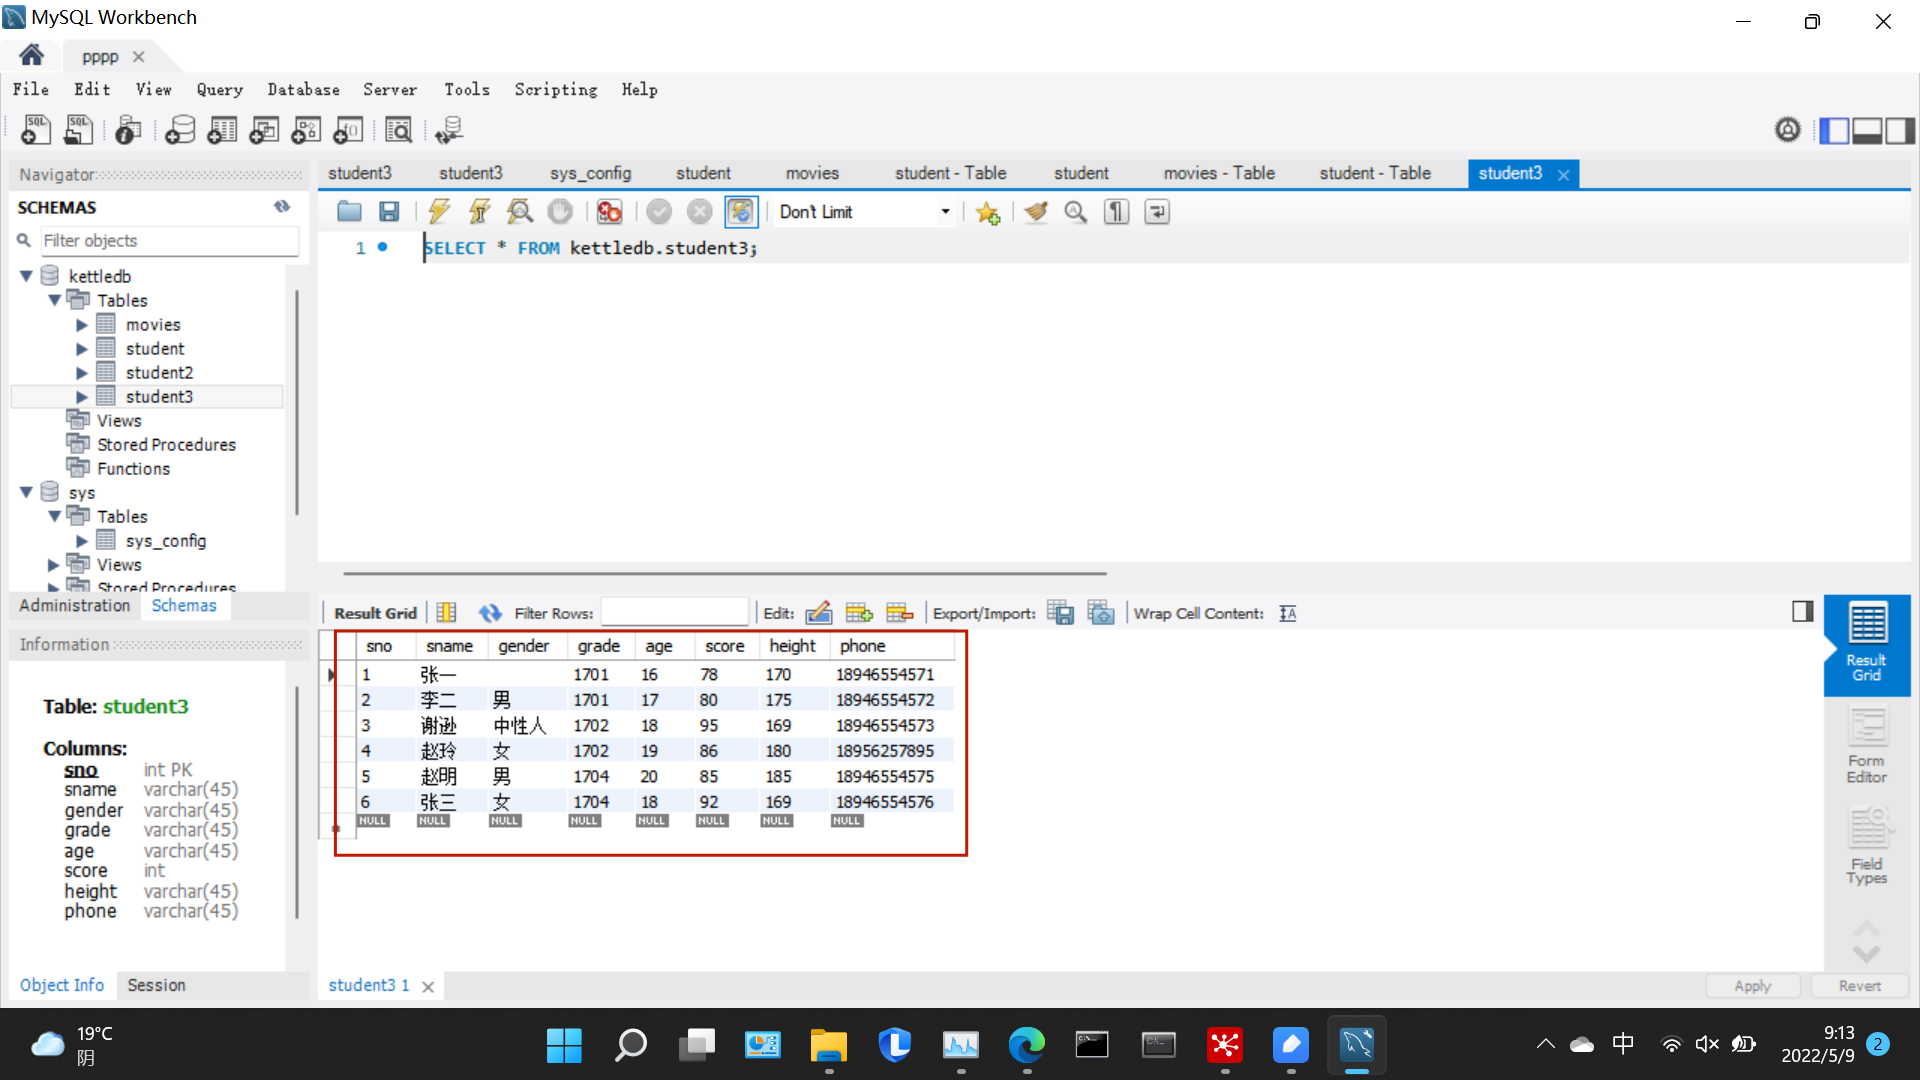 MySQL Workbench
pppp
File Edit View Query Database Server Tools Scripting Help
Navigator
SCHEMAS
Filter objects
kettledb
Tables
movies
student
student2
student3
Views
Stored Procedures
Functions
sys
Tables
sys_config
Views
Stored Procedures
Administration Schemas
Information
Table: student3
Columns:
sno int PK
sname varchar(45)
gender varchar(45)
grade varchar(45)
age varchar(45)
score int
height varchar(45)
phone varchar(45)
Object Info Session
student3 student3 sys_config student movies student - Table student movies - Table student - Table student3
Don't Limit
1 SELECT * FROM kettledb.student3;
Result Grid Filter Rows: Edit: Export/Import: Wrap Cell Content:
sno sname gender grade age score height phone
1 张一 1701 16 78 170 18946554571
2 李二 男 1701 17 80 175 18946554572
3 谢逊 中性人 1702 18 95 169 18946554573
4 赵玲 女 1702 19 86 180 18956257895
5 赵明 男 1704 20 85 185 18946554575
6 张三 女 1704 18 92 169 18946554576
NULL NULL NULL NULL NULL NULL NULL NULL
Result
Grid
Form
Editor
Field
Types
student3 1
Apply Revert
19°C
阴
中
9:13
2022/5/9
2